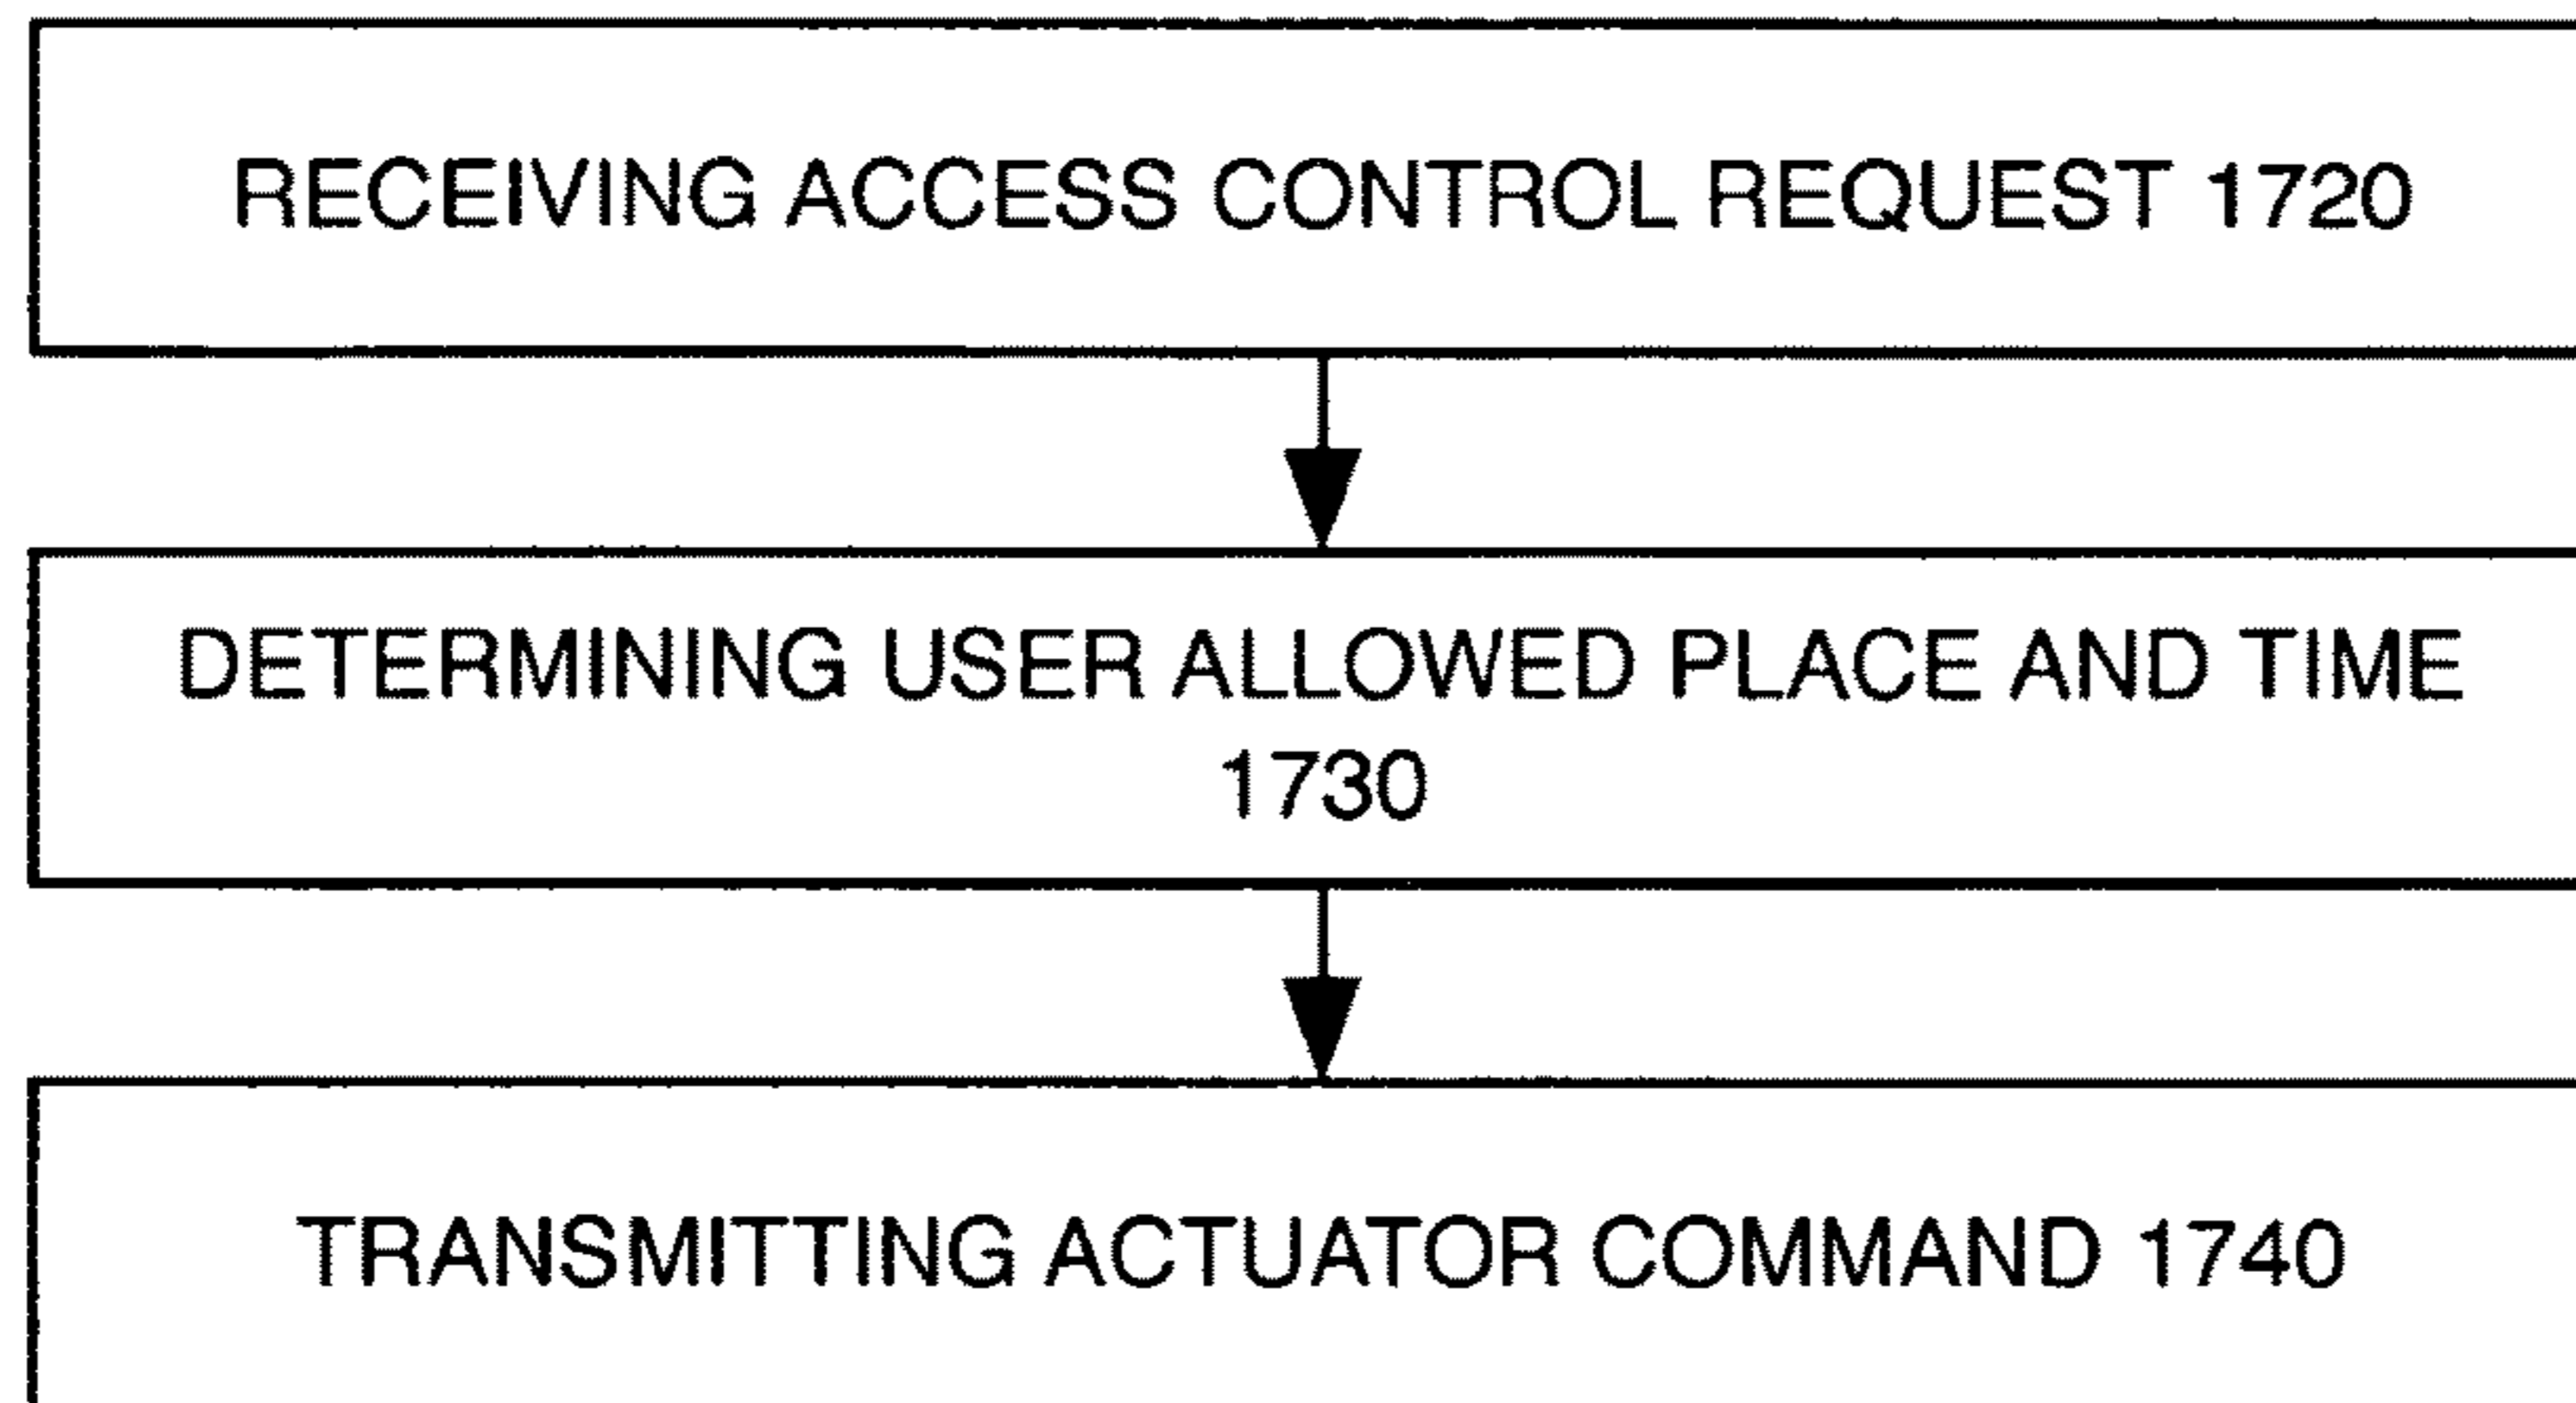 RECEIVING ACCESS CONTROL REQUEST 1720
DETERMINING USER ALLOWED PLACE AND TIME
1730
TRANSMITTING ACTUATOR COMMAND 1740